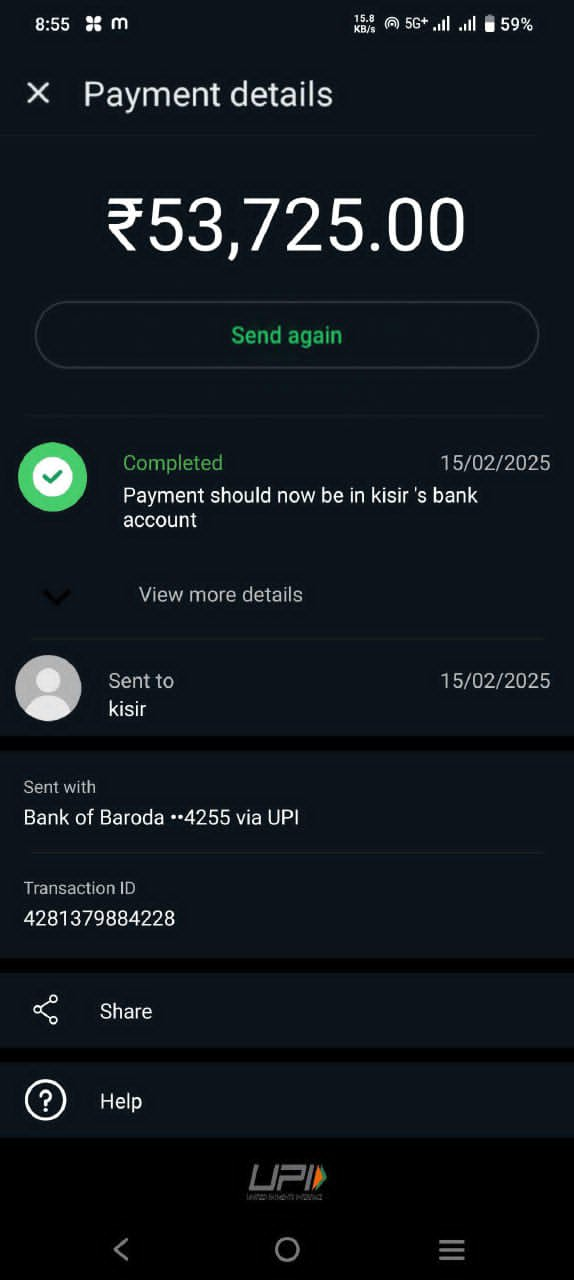 8:55 m 15.8 KB/s 5G+ 59%
Payment details
₹53,725.00
Send again
Completed 15/02/2025
Payment should now be in kisir 's bank
account
View more details
Sent to 15/02/2025
kisir
Sent with
Bank of Baroda ••4255 via UPI
Transaction ID
4281379884228
Share
Help
UPI
UNITED PAYMENTS INTERFACE